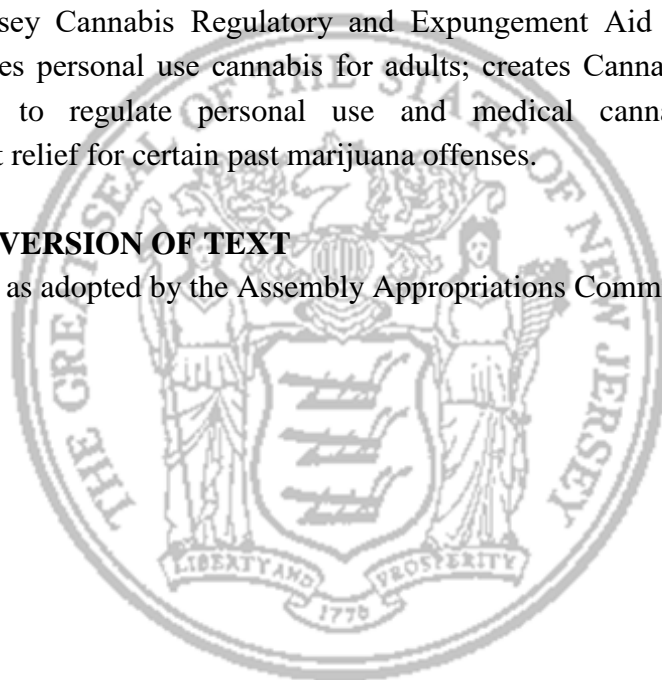 sey Cannabis Regulatory and Expungement Aid
es personal use cannabis for adults; creates Canna
to regulate personal use and medical canna
t relief for certain past marijuana offenses.
VERSION OF TEXT
as adopted by the Assembly Appropriations Comm
THE GREAT SEAL OF THE STATE OF NEW JERSEY
LIBERTY AND PROSPERITY
1776